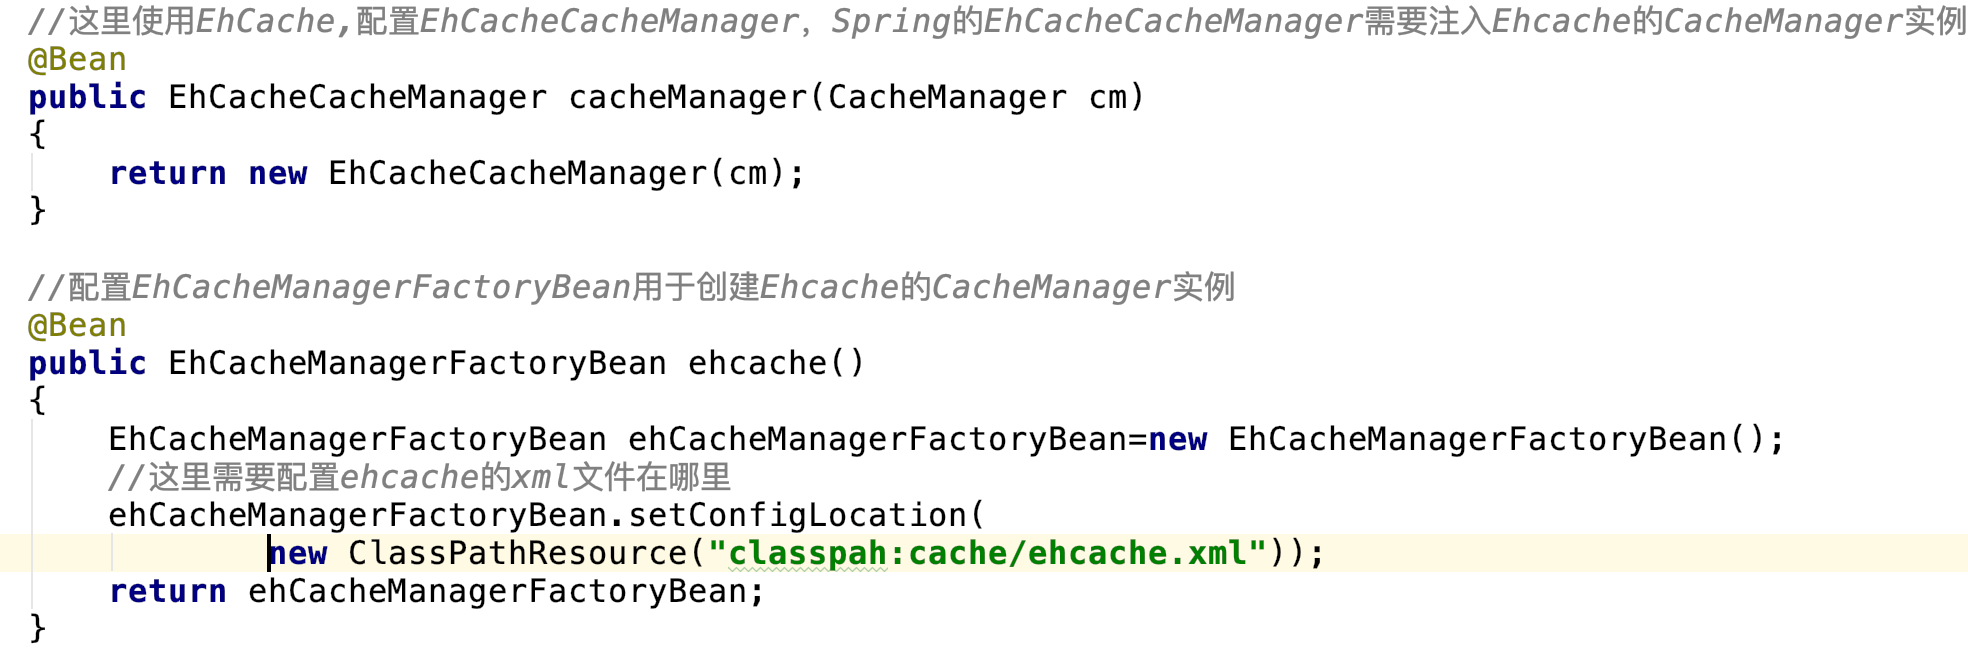 //这里使用EhCache,配置EhCacheCacheManager，Spring的EhCacheCacheManager需要注入Ehcache的CacheManager实例
@Bean
public EhCacheCacheManager cacheManager(CacheManager cm)
{
    return new EhCacheCacheManager(cm);
}
//配置EhCacheManagerFactoryBean用于创建Ehcache的CacheManager实例
@Bean
public EhCacheManagerFactoryBean ehcache()
{
    EhCacheManagerFactoryBean ehCacheManagerFactoryBean=new EhCacheManagerFactoryBean();
    //这里需要配置ehcache的xml文件在哪里
    ehCacheManagerFactoryBean.setConfigLocation(
            new ClassPathResource("classpah:cache/ehcache.xml"));
    return ehCacheManagerFactoryBean;
}